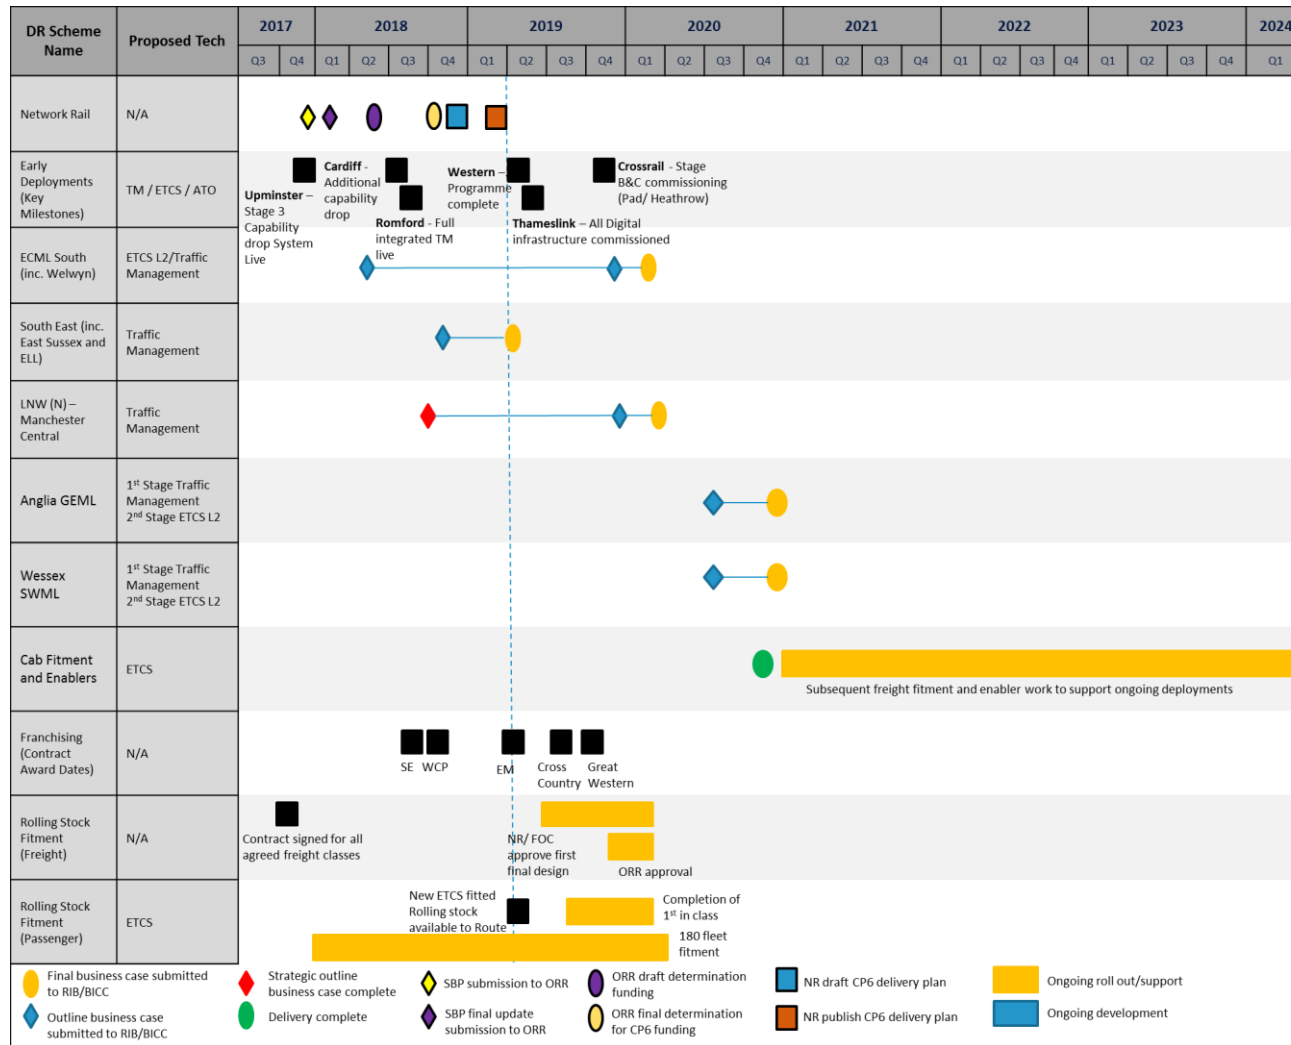 DR Scheme
Name
Proposed Tech
2017
2018
2019
2020
2021
2022
2023
2024
Q3
Q4
Q1
Q2
Q3
Q4
Q1
Q2
Q3
Q4
Q1
Q2
Q3
Q4
Q1
Q2
Q3
Q4
Q1
Q2
Q3
Q4
Q1
Q2
Q3
Q4
Q1
Network Rail
N/A
Early
Deployments
(Key
Milestones)
TM / ETCS / ATO
Upminster –
Stage 3
Capability
drop System
Live
Cardiff -
Additional
capability
drop
Romford - Full
integrated TM
live
Western –
Programme
complete
Thameslink – All Digital
infrastructure commissioned
Crossrail - Stage
B&C commissioning
(Pad/ Heathrow)
ECML South
(inc. Welwyn)
ETCS L2/Traffic
Management
South East (inc.
East Sussex and
ELL)
Traffic
Management
LNW (N) –
Manchester
Central
Traffic
Management
Anglia GEML
1st Stage Traffic
Management
2nd Stage ETCS L2
Wessex
SWML
1st Stage Traffic
Management
2nd Stage ETCS L2
Cab Fitment
and Enablers
ETCS
Subsequent freight fitment and enabler work to support ongoing deployments
Franchising
(Contract
Award Dates)
N/A
SE
WCP
EM
Cross
Country
Great
Western
Rolling Stock
Fitment
(Freight)
N/A
Contract signed for all
agreed freight classes
NR/ FOC
approve first
final design
ORR approval
Rolling Stock
Fitment
(Passenger)
ETCS
New ETCS fitted
Rolling stock
available to Route
Completion of
1st in class
180 fleet
fitment
Final business case submitted
to RIB/BICC
Outline business case
submitted to RIB/BICC
Strategic outline
business case complete
Delivery complete
SBP submission to ORR
SBP final update
submission to ORR
ORR draft determination
funding
ORR final determination
for CP6 funding
NR draft CP6 delivery plan
NR publish CP6 delivery plan
Ongoing roll out/support
Ongoing development